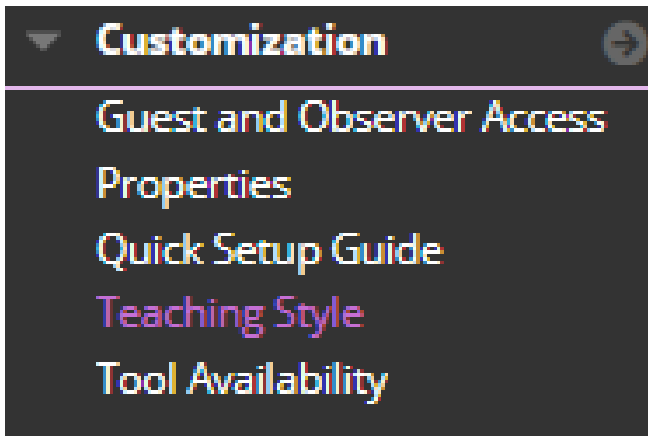 Customization
Guest and Observer Access
Properties
Quick Setup Guide
Teaching Style
Tool Availability